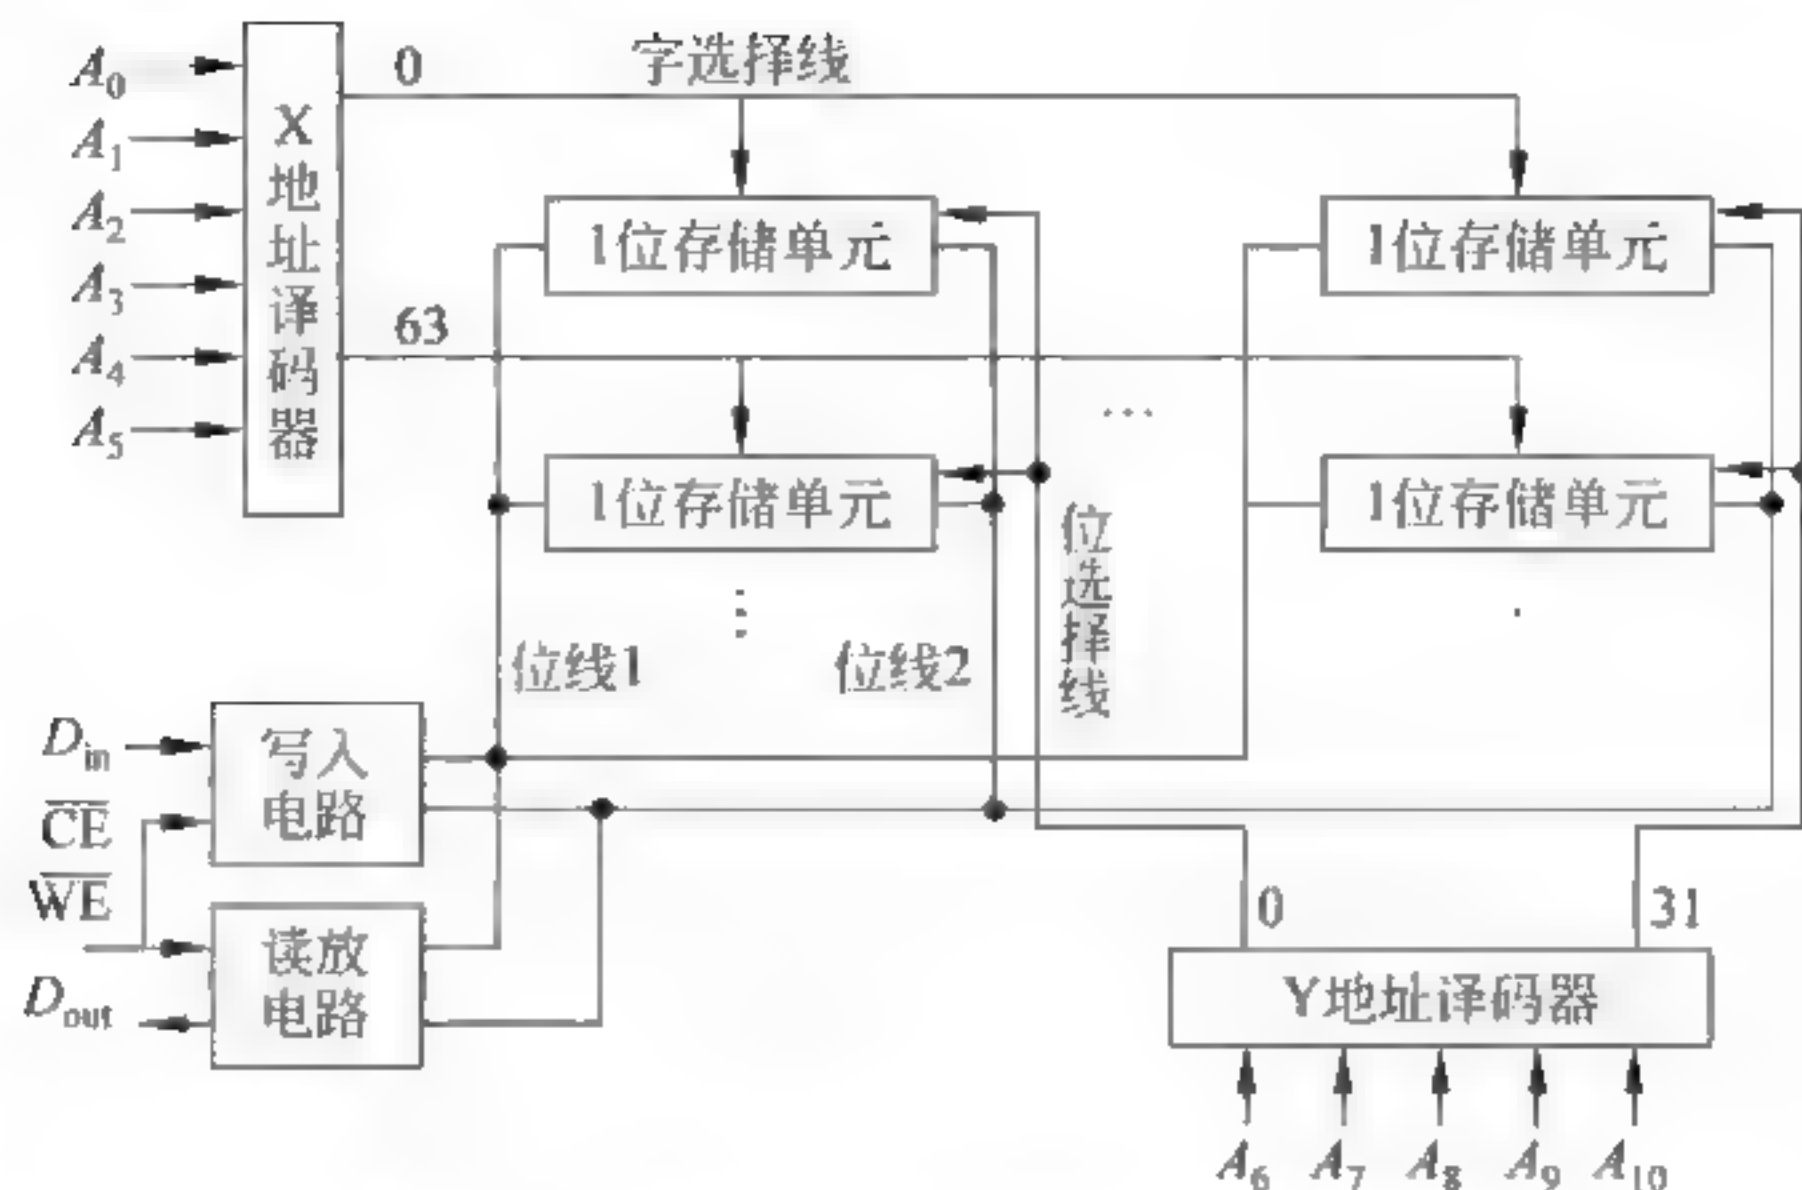 A₀
A₁
A₂
A₃
A₄
A₅
X地址译码器
0
字选择线
63
1位存储单元
1位存储单元
1位存储单元
1位存储单元
…
位选择线
位线1
位线2
Dᵢₙ
C̅E̅
W̅E̅
Dₒᵤₜ
写入
电路
读放
电路
0
31
Y地址译码器
A₆
A₇
A₈
A₉
A₁₀